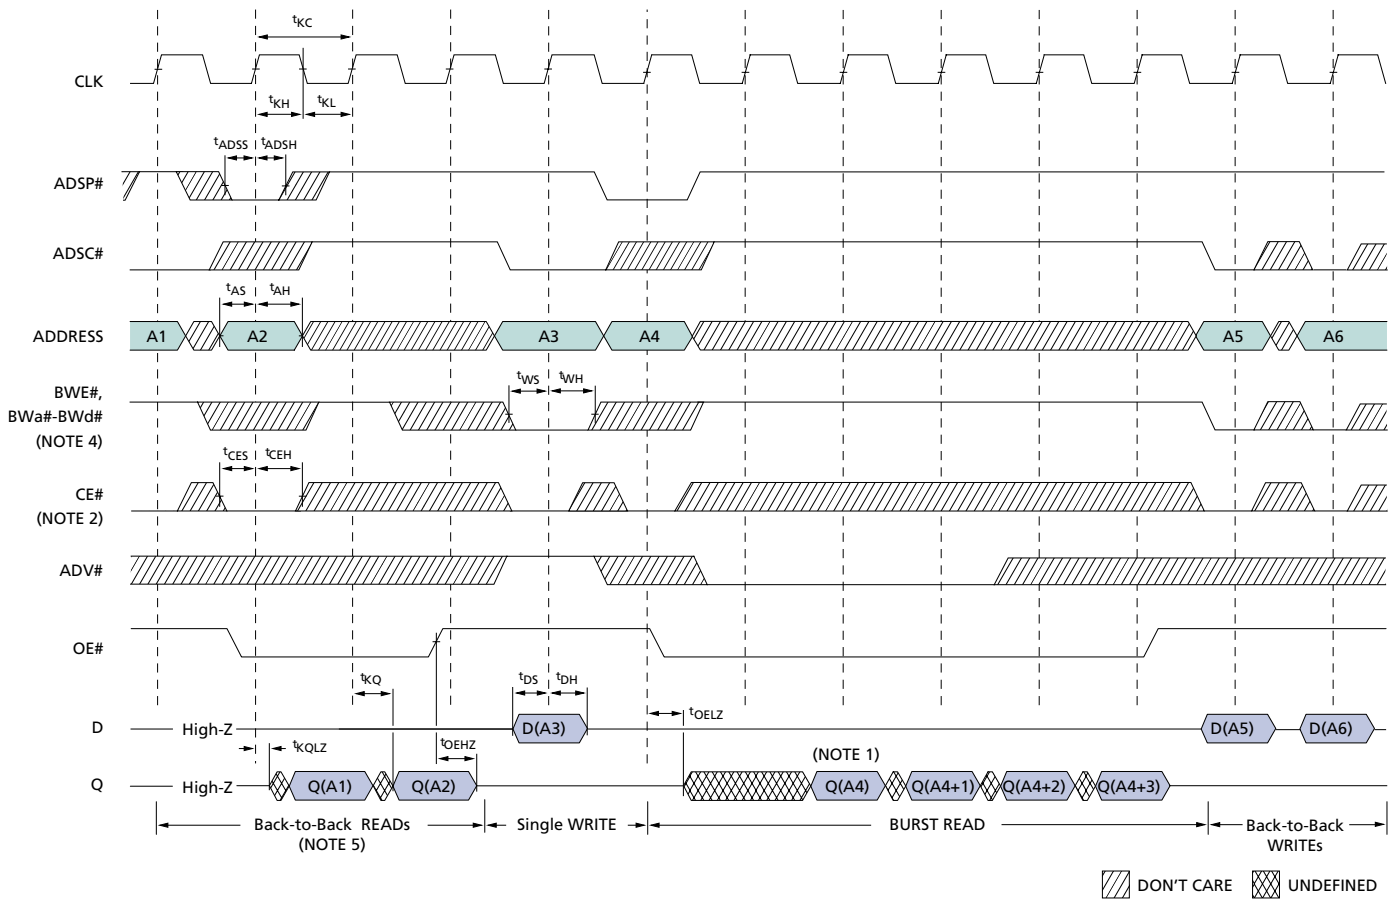 tKC
CLK
tKH tKL
tADSS tADSH
ADSP#
ADSC#
tAS tAH
ADDRESS A1 A2 A3 A4 A5 A6
BWE#,
tWS tWH
BWa#-BWd#
(NOTE 4)
tCES tCEH
CE#
(NOTE 2)
ADV#
OE#
tKQ tDS tDH
tOELZ
D High-Z D(A3) D(A5) D(A6)
tKQLZ tOEHZ (NOTE 1)
Q High-Z Q(A1) Q(A2) Q(A4) Q(A4+1) Q(A4+2) Q(A4+3)
Back-to-Back READs Single WRITE BURST READ Back-to-Back
(NOTE 5) WRITEs
DON'T CARE UNDEFINED